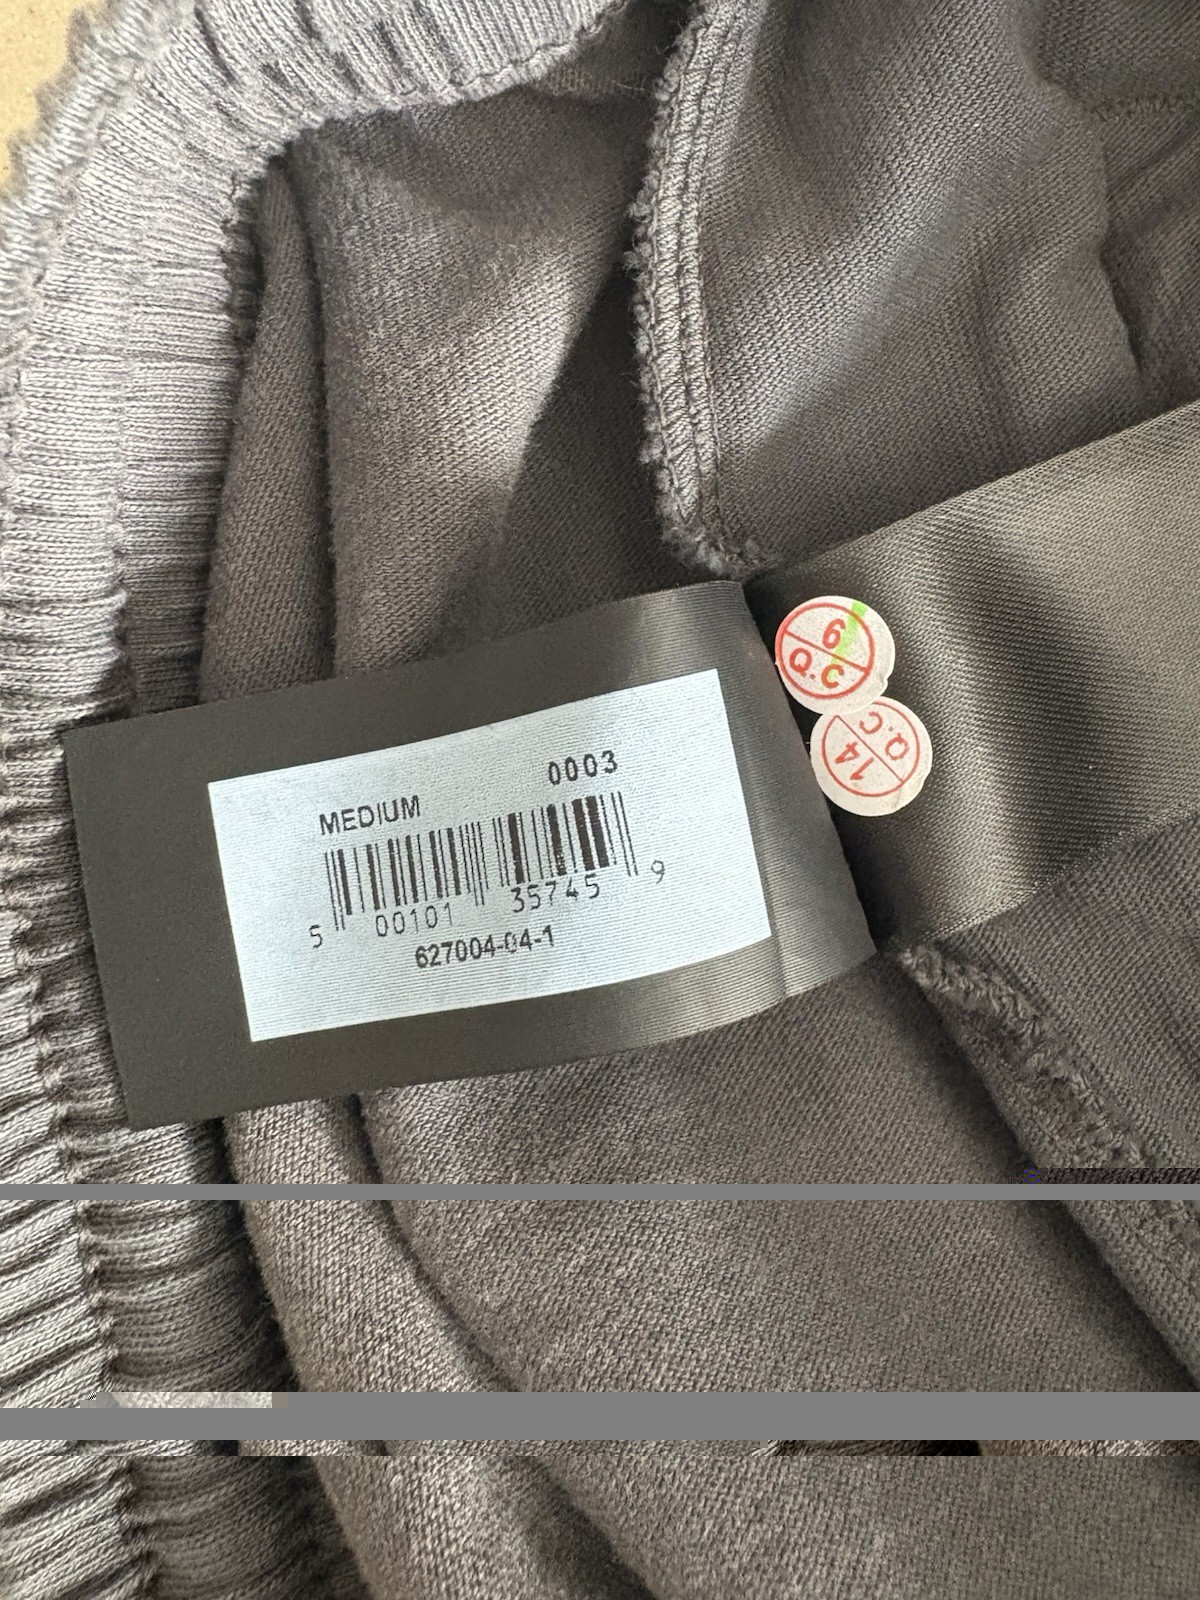 MEDIUM 0003
5 00101 35745 9
627004-04-1
Q.C 9
Q.C 14